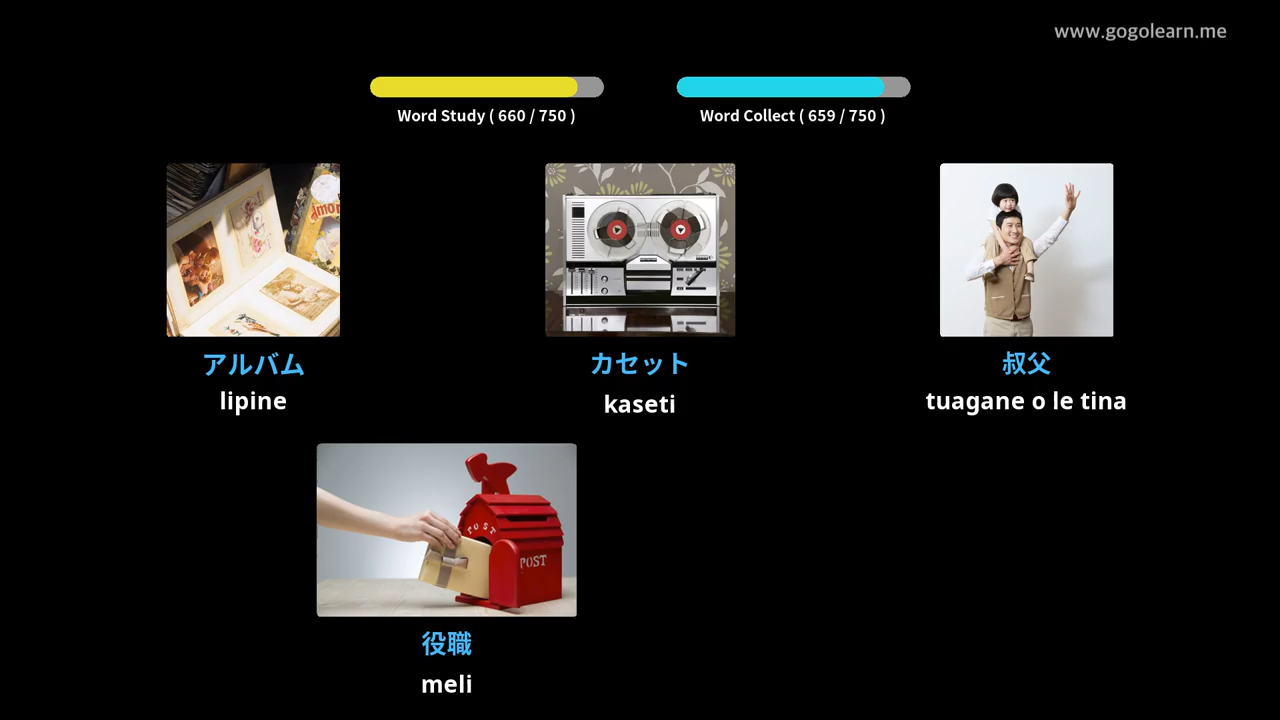 www.gogolearn.me
Word Study ( 660 / 750 )
Word Collect ( 659 / 750 )
アルバム
lipine
カセット
kaseti
叔父
tuagane o le tina
POST
POST
役職
meli